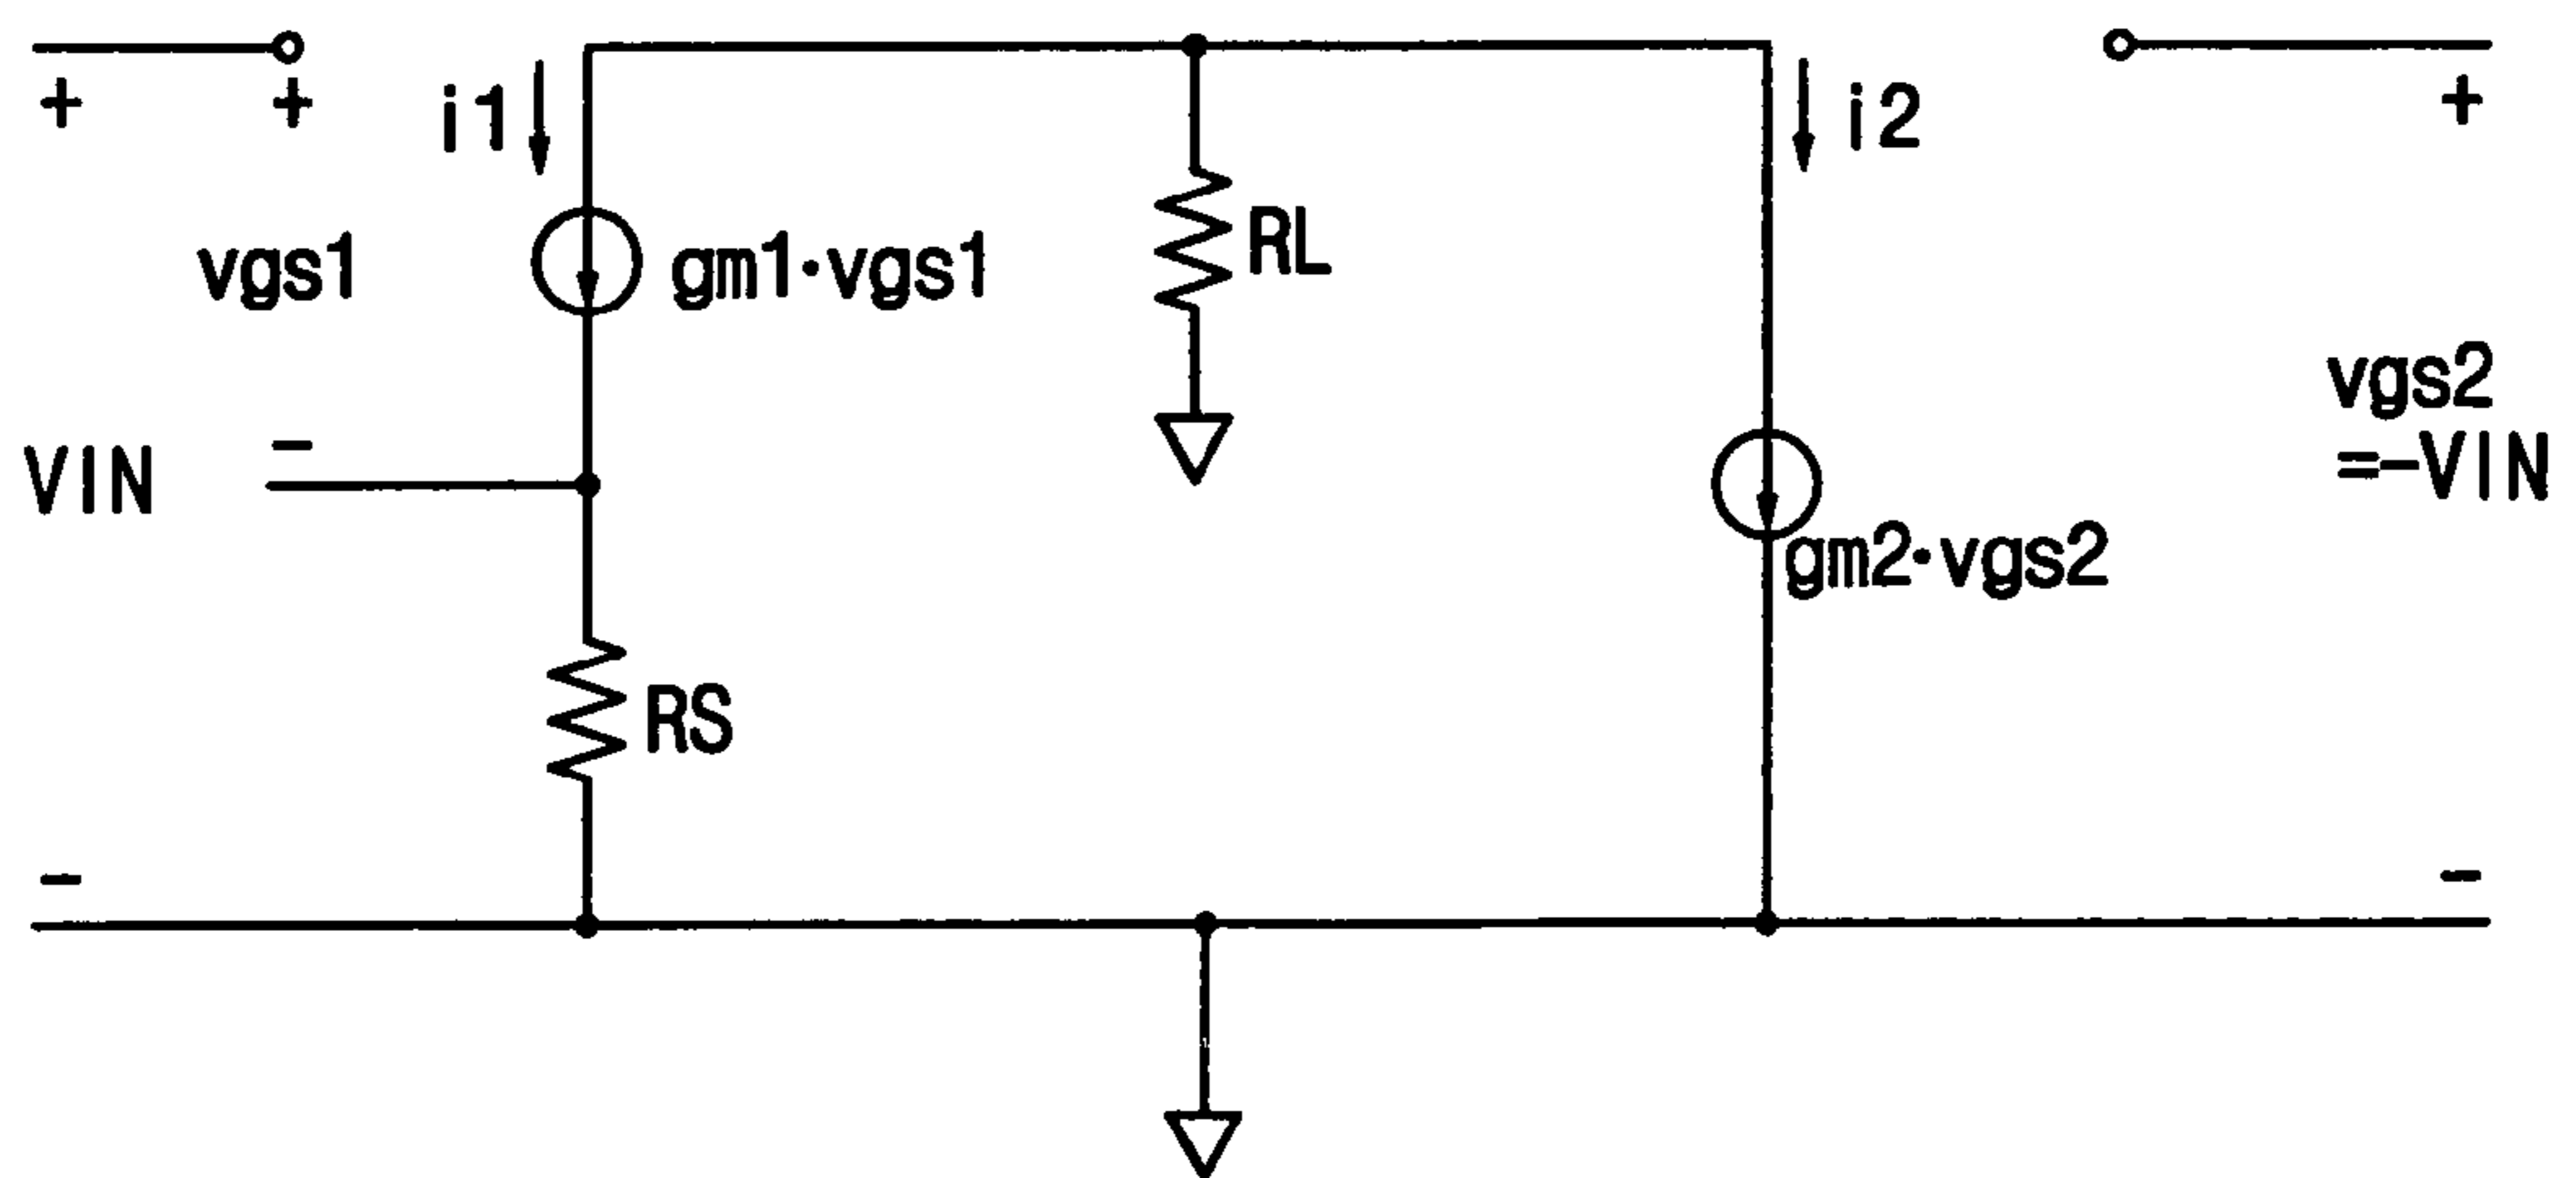 + + i1 i2 +
vgs1 gm1·vgs1 RL
VIN - vgs2
=-VIN
gm2·vgs2
RS
- -